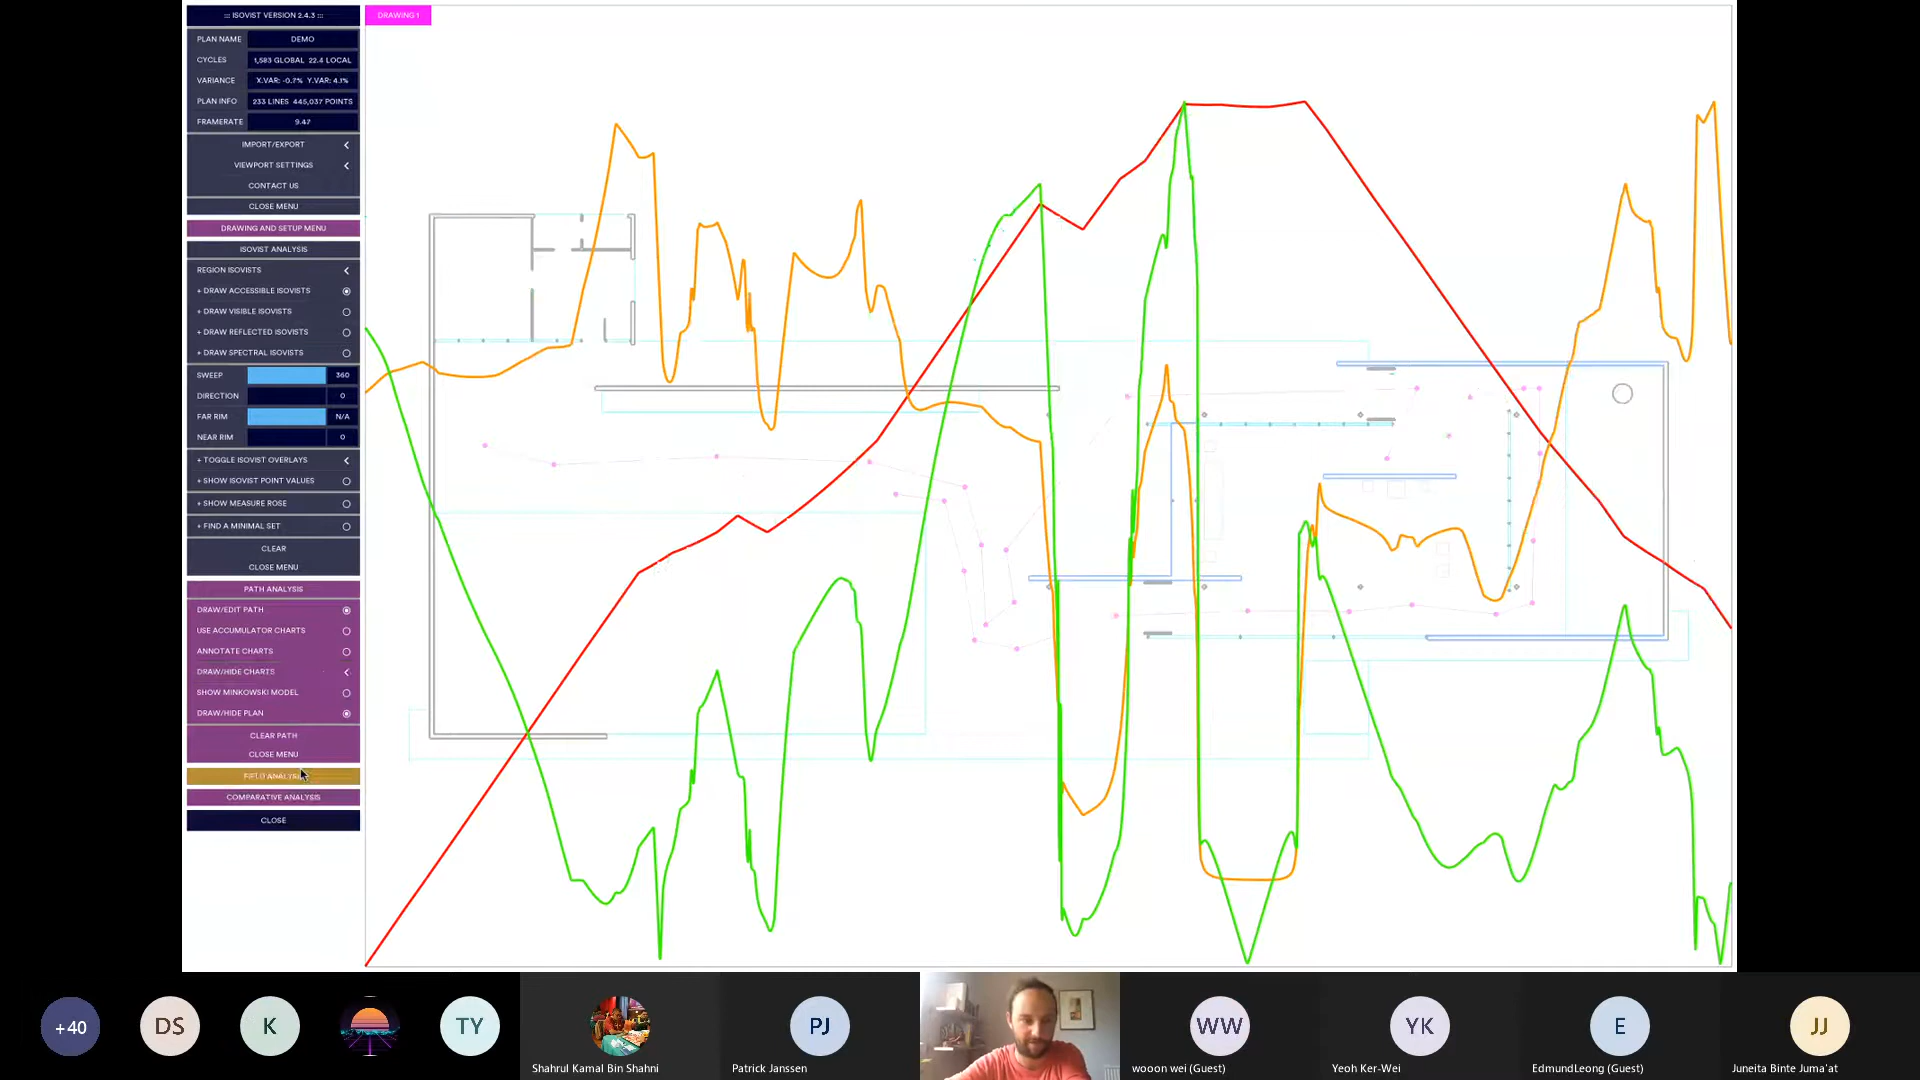 ::: ISOVIST VERSION 2.4.3 :::
DRAWING 1
PLAN NAME DEMO
CYCLES 1,583 GLOBAL 22.4 LOCAL
VARIANCE X.VAR: -0.7% Y.VAR: 4.1%
PLAN INFO 233 LINES 445,037 POINTS
FRAMERATE 9.47
IMPORT/EXPORT
VIEWPORT SETTINGS
CONTACT US
CLOSE MENU
DRAWING AND SETUP MENU
ISOVIST ANALYSIS
REGION ISOVISTS
+ DRAW ACCESSIBLE ISOVISTS
+ DRAW VISIBLE ISOVISTS
+ DRAW REFLECTED ISOVISTS
+ DRAW SPECTRAL ISOVISTS
SWEEP 360
DIRECTION 0
FAR RIM N/A
NEAR RIM 0
+ TOGGLE ISOVIST OVERLAYS
+ SHOW ISOVIST POINT VALUES
+ SHOW MEASURE ROSE
+ FIND A MINIMAL SET
CLEAR
CLOSE MENU
PATH ANALYSIS
DRAW/EDIT PATH
USE ACCUMULATOR CHARTS
ANNOTATE CHARTS
DRAW/HIDE CHARTS
SHOW MINKOWSKI MODEL
DRAW/HIDE PLAN
CLEAR PATH
CLOSE MENU
FIELD ANALYSIS
COMPARATIVE ANALYSIS
CLOSE
+40
DS
K
TY
PJ
WW
YK
E
JJ
Shahrul Kamal Bin Shahni
Patrick Janssen
wooon wei (Guest)
Yeoh Ker-Wei
EdmundLeong (Guest)
Juneita Binte Juma'at